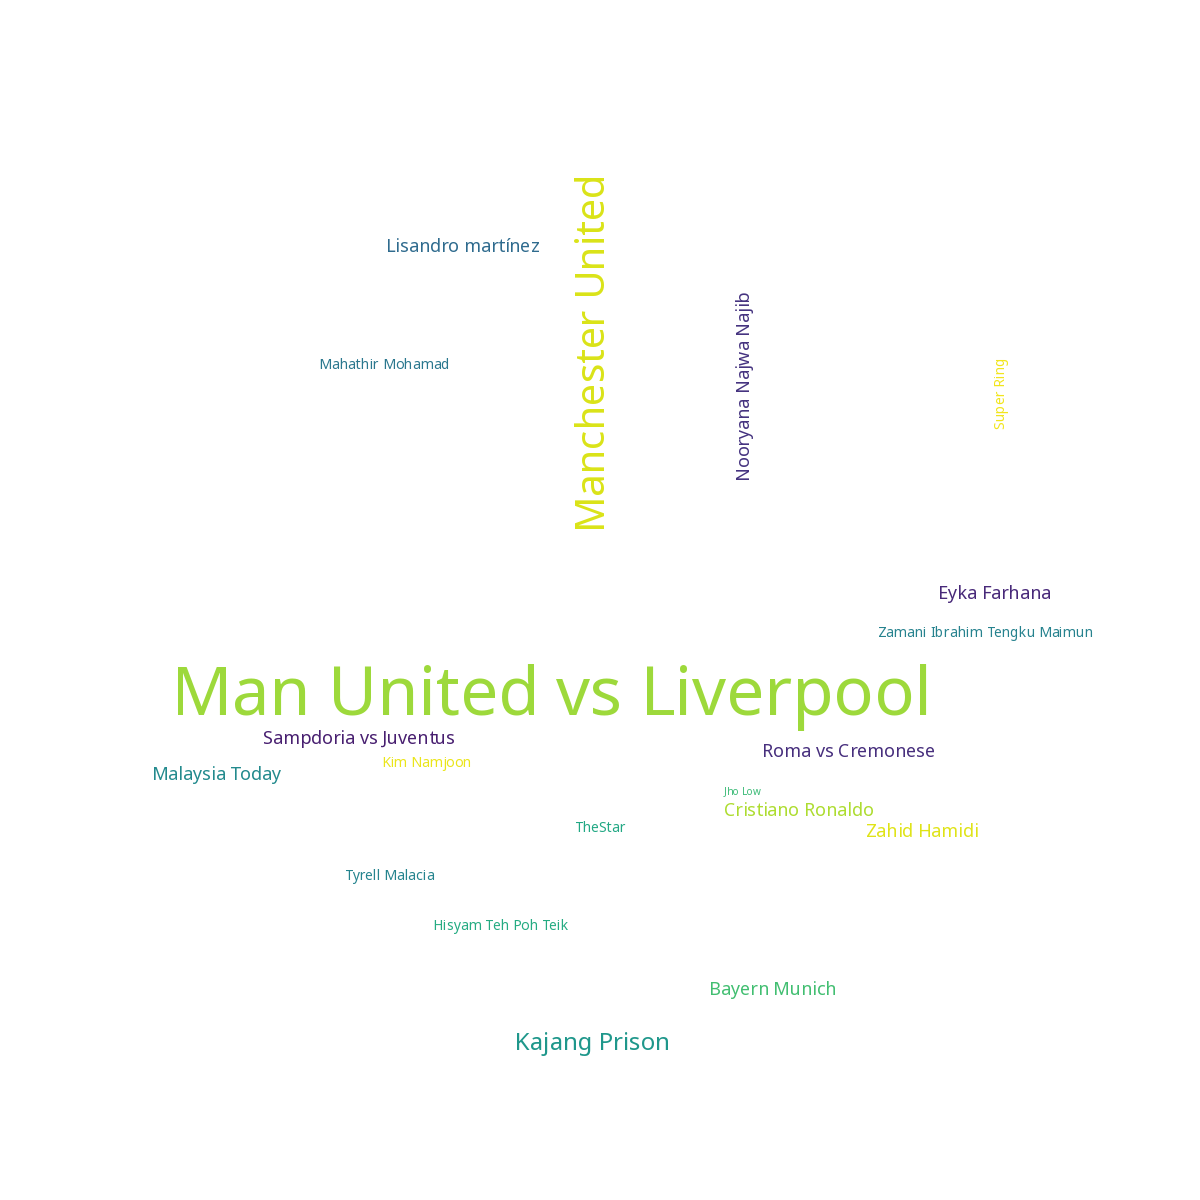 Manchester United
Lisandro martínez
Nooryana Najwa Najib
Mahathir Mohamad
Super Ring
Eyka Farhana
Zamani Ibrahim Tengku Maimun
Man United vs Liverpool
Sampdoria vs Juventus
Roma vs Cremonese
Kim Namjoon
Malaysia Today
Jho Low
Cristiano Ronaldo
TheStar
Zahid Hamidi
Tyrell Malacia
Hisyam Teh Poh Teik
Bayern Munich
Kajang Prison